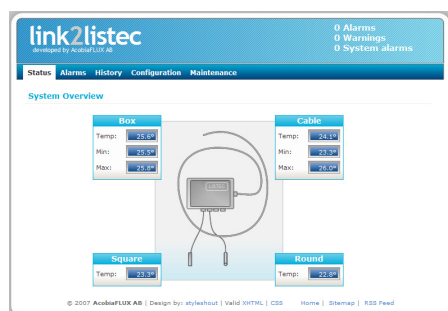 link2listec
developed by AcobiaFLUX AB
0 Alarms
0 Warnings
0 System alarms
Status Alarms History Configuration Maintenance
System Overview
Box
Temp: 25.6°
Min: 25.5°
Max: 25.8°
Cable
Temp: 24.1°
Min: 23.3°
Max: 26.0°
LISTEC
Square
Temp: 23.3°
Round
Temp: 22.8°
© 2007 AcobiaFLUX AB | Design by: styleshout | Valid XHTML | CSS Home | Sitemap | RSS Feed